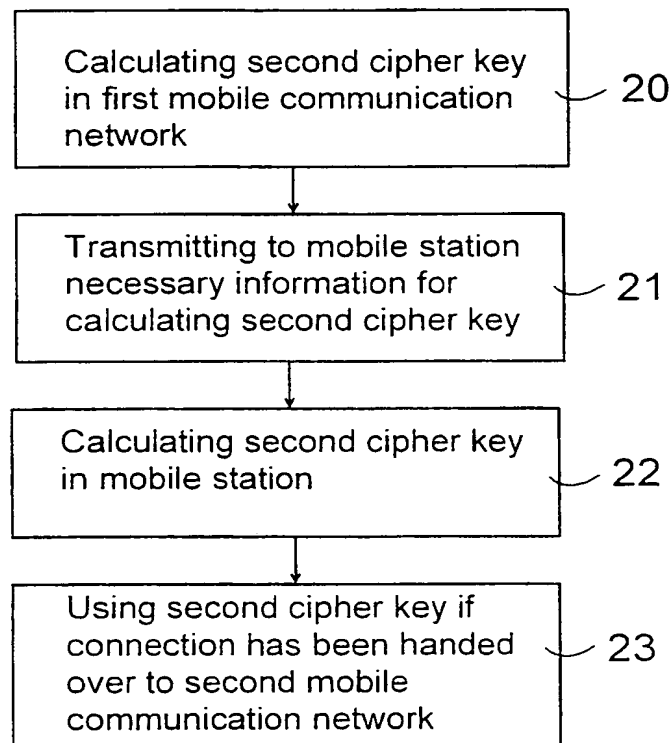 Calculating second cipher key
in first mobile communication
network
20
Transmitting to mobile station
necessary information for
calculating second cipher key
21
Calculating second cipher key
in mobile station
22
Using second cipher key if
connection has been handed
over to second mobile
communication network
23